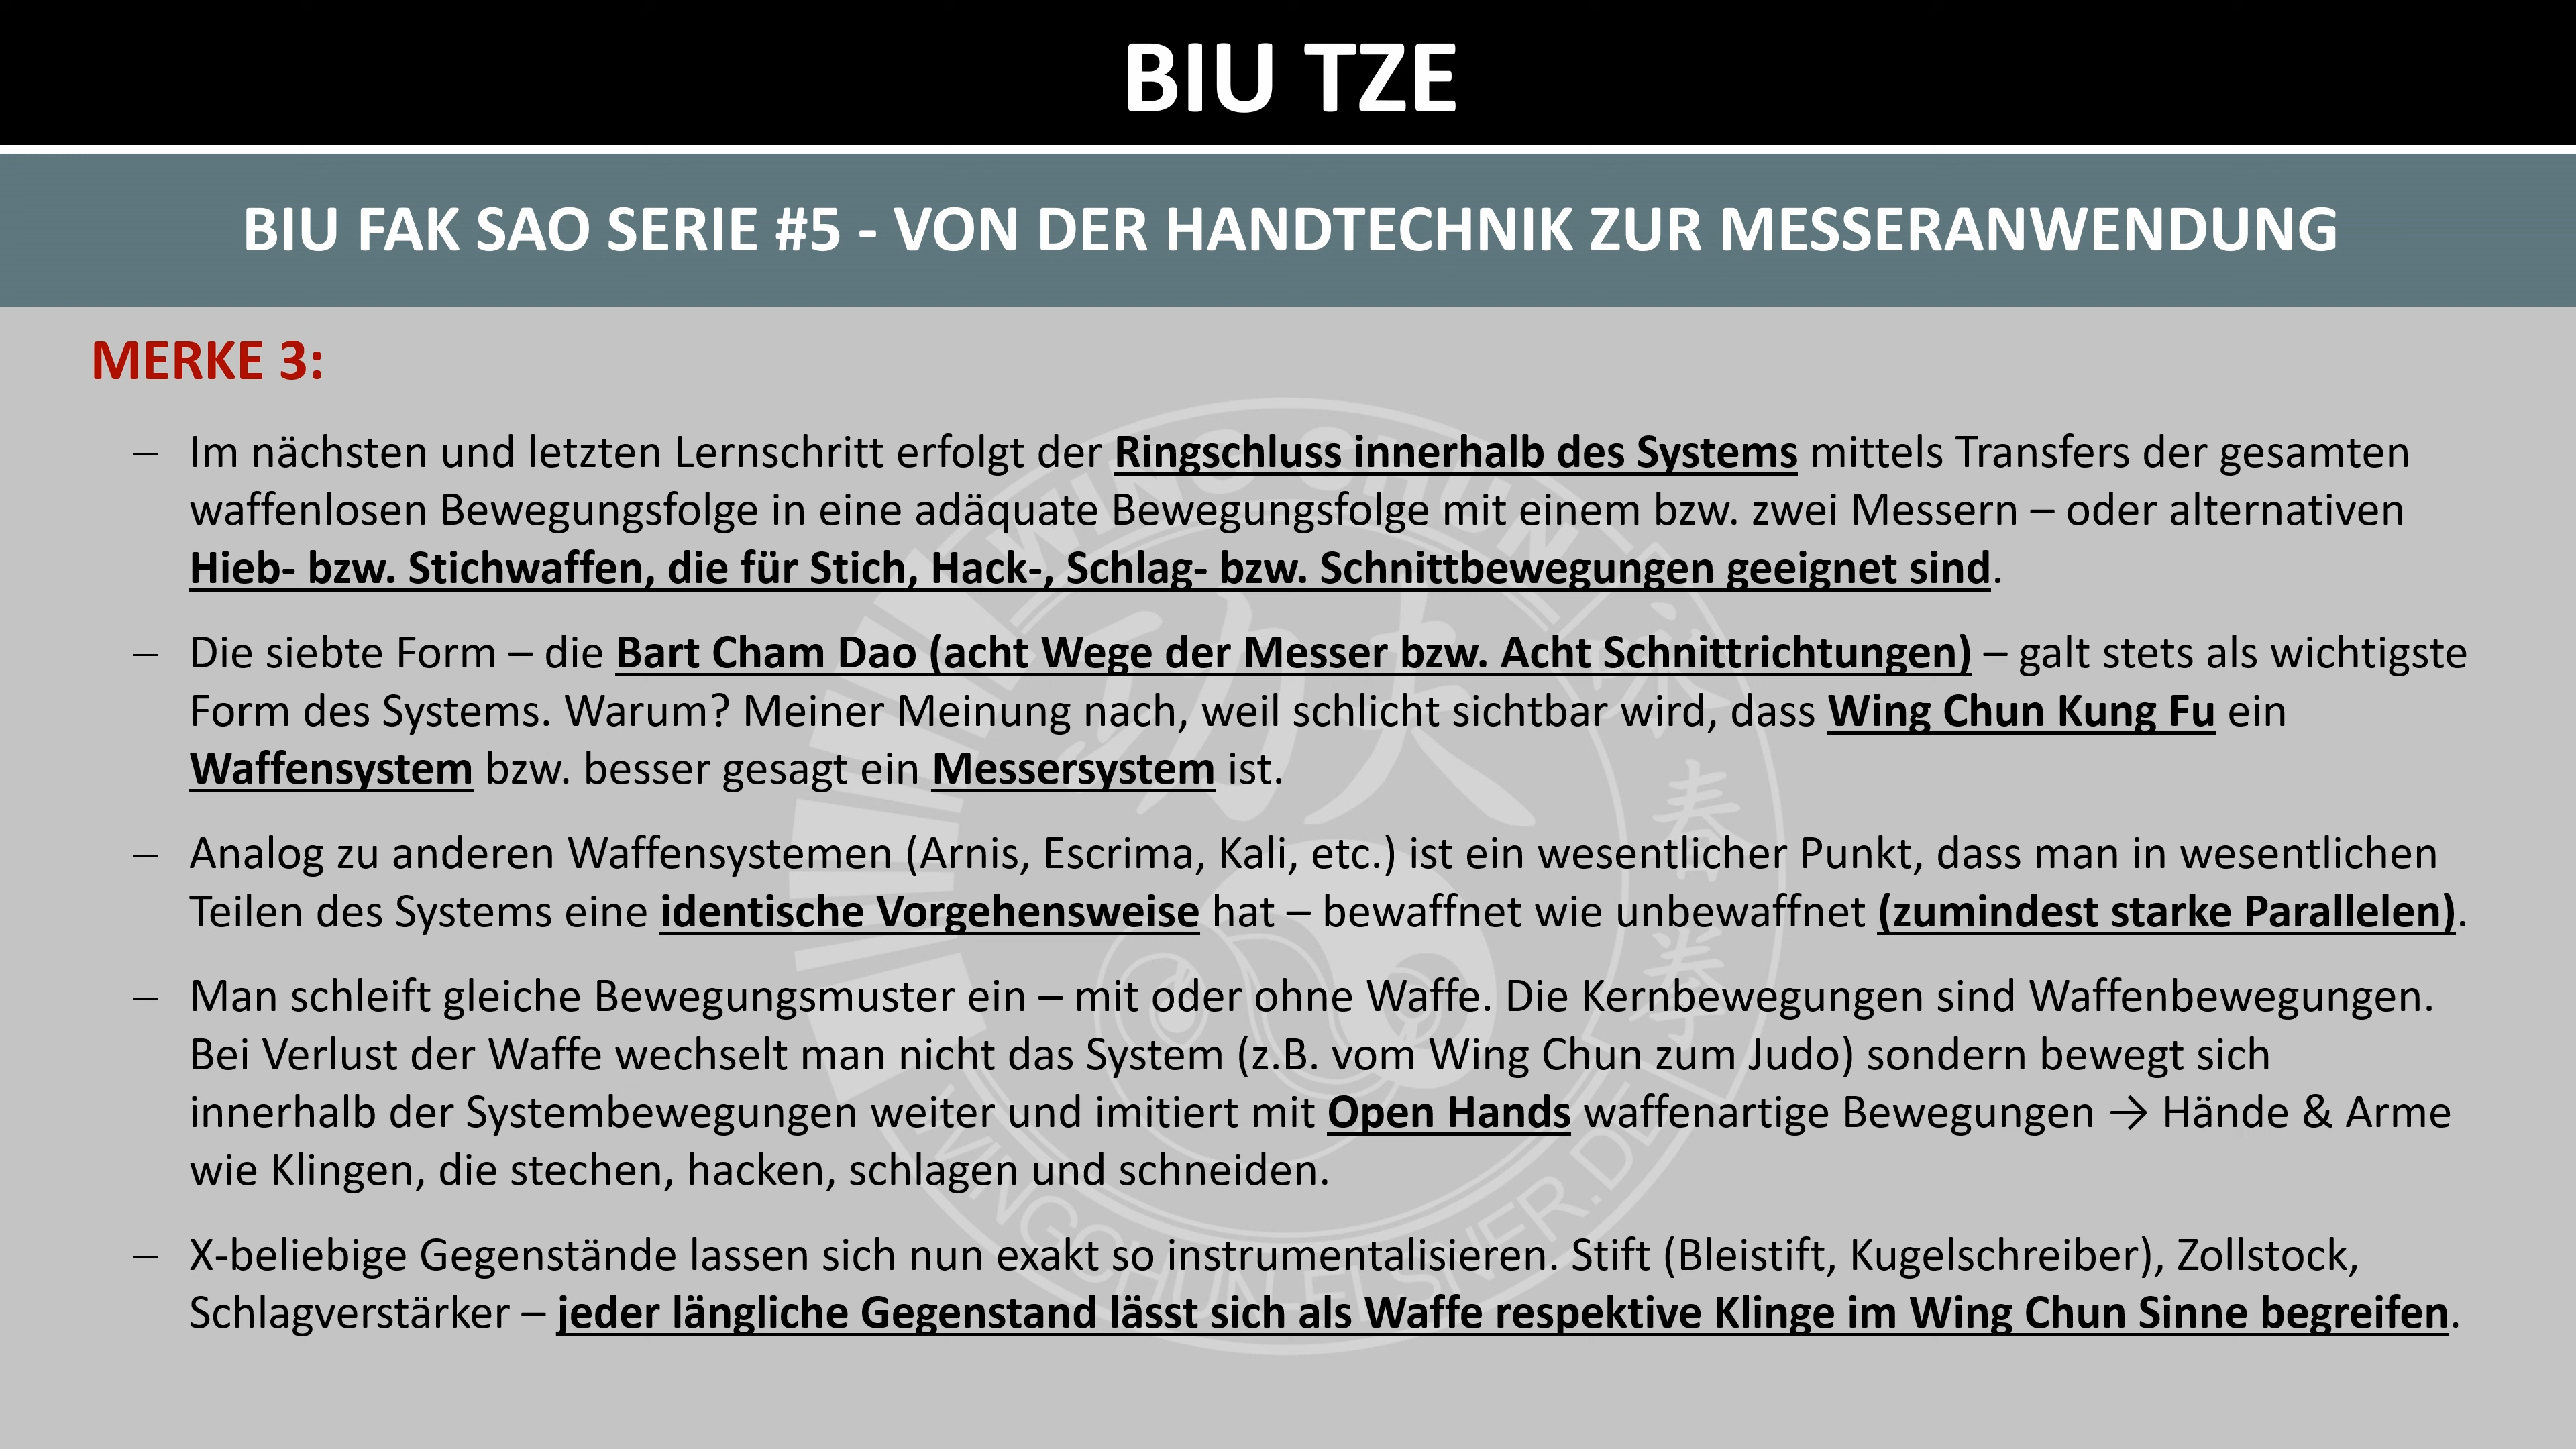 BIU TZE
BIU FAK SAO SERIE #5 - VON DER HANDTECHNIK ZUR MESSERANWENDUNG
MERKE 3:
– Im nächsten und letzten Lernschritt erfolgt der Ringschluss innerhalb des Systems mittels Transfers der gesamten
waffenlosen Bewegungsfolge in eine adäquate Bewegungsfolge mit einem bzw. zwei Messern – oder alternativen
Hieb- bzw. Stichwaffen, die für Stich, Hack-, Schlag- bzw. Schnittbewegungen geeignet sind.
– Die siebte Form – die Bart Cham Dao (acht Wege der Messer bzw. Acht Schnittrichtungen) – galt stets als wichtigste
Form des Systems. Warum? Meiner Meinung nach, weil schlicht sichtbar wird, dass Wing Chun Kung Fu ein
Waffensystem bzw. besser gesagt ein Messersystem ist.
– Analog zu anderen Waffensystemen (Arnis, Escrima, Kali, etc.) ist ein wesentlicher Punkt, dass man in wesentlichen
Teilen des Systems eine identische Vorgehensweise hat – bewaffnet wie unbewaffnet (zumindest starke Parallelen).
– Man schleift gleiche Bewegungsmuster ein – mit oder ohne Waffe. Die Kernbewegungen sind Waffenbewegungen.
Bei Verlust der Waffe wechselt man nicht das System (z.B. vom Wing Chun zum Judo) sondern bewegt sich
innerhalb der Systembewegungen weiter und imitiert mit Open Hands waffenartige Bewegungen → Hände & Arme
wie Klingen, die stechen, hacken, schlagen und schneiden.
– X-beliebige Gegenstände lassen sich nun exakt so instrumentalisieren. Stift (Bleistift, Kugelschreiber), Zollstock,
Schlagverstärker – jeder längliche Gegenstand lässt sich als Waffe respektive Klinge im Wing Chun Sinne begreifen.
WING CHUN
功夫
永春拳
WINGCHUN-ELSNER.DE